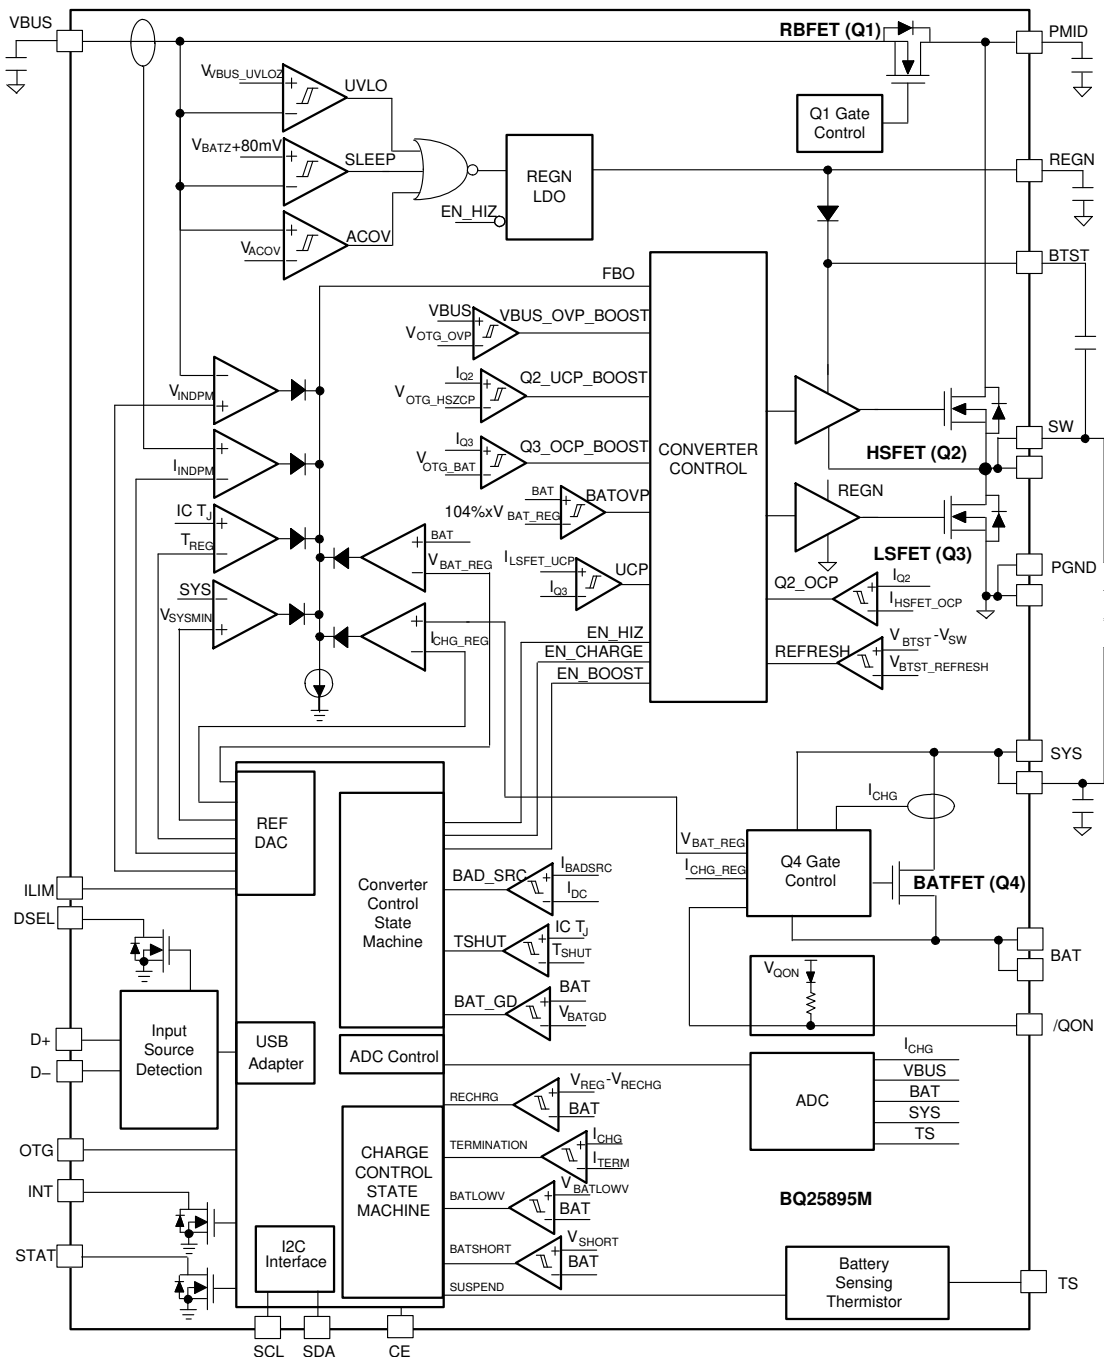 VBUS
RBFET (Q1)
PMID
VVBUS_UVLOZ
UVLO
Q1 Gate
Control
VBATZ+80mV
SLEEP
REGN
LDO
REGN
EN_HIZ
VACOV
ACOV
BTST
FBO
VBUS
VOTG_OVP
VBUS_OVP_BOOST
IQ2
VOTG_HSZCP
Q2_UCP_BOOST
VINDPM
SW
IQ3
VOTG_BAT
Q3_OCP_BOOST
CONVERTER
CONTROL
HSFET (Q2)
IINDPM
BAT
104%xVBAT_REG
BATOVP
REGN
IC TJ
TREG
BAT
VBAT_REG
ILSFET_UCP
IQ3
UCP
LSFET (Q3)
PGND
Q2_OCP
IQ2
IHSFET_OCP
SYS
VSYSMIN
ICHG_REG
EN_HIZ
EN_CHARGE
EN_BOOST
REFRESH
VBTST-VSW
VBTST_REFRESH
SYS
ICHG
REF
DAC
VBAT_REG
ICHG_REG
Q4 Gate
Control
BATFET (Q4)
ILIM
DSEL
Converter
Control
State
Machine
BAD_SRC
IBADSRC
IDC
TSHUT
IC TJ
TSHUT
BAT
VQON
BAT_GD
BAT
VBATGD
/QON
D+
D–
Input
Source
Detection
USB
Adapter
ADC Control
ADC
ICHG
VBUS
BAT
SYS
TS
RECHRG
VREG-VRECHG
BAT
OTG
CHARGE
CONTROL
STATE
MACHINE
TERMINATION
ICHG
ITERM
INT
BATLOWV
VBATLOWV
BAT
BQ25895M
STAT
I2C
Interface
BATSHORT
VSHORT
BAT
SUSPEND
Battery
Sensing
Thermistor
TS
SCL
SDA
CE